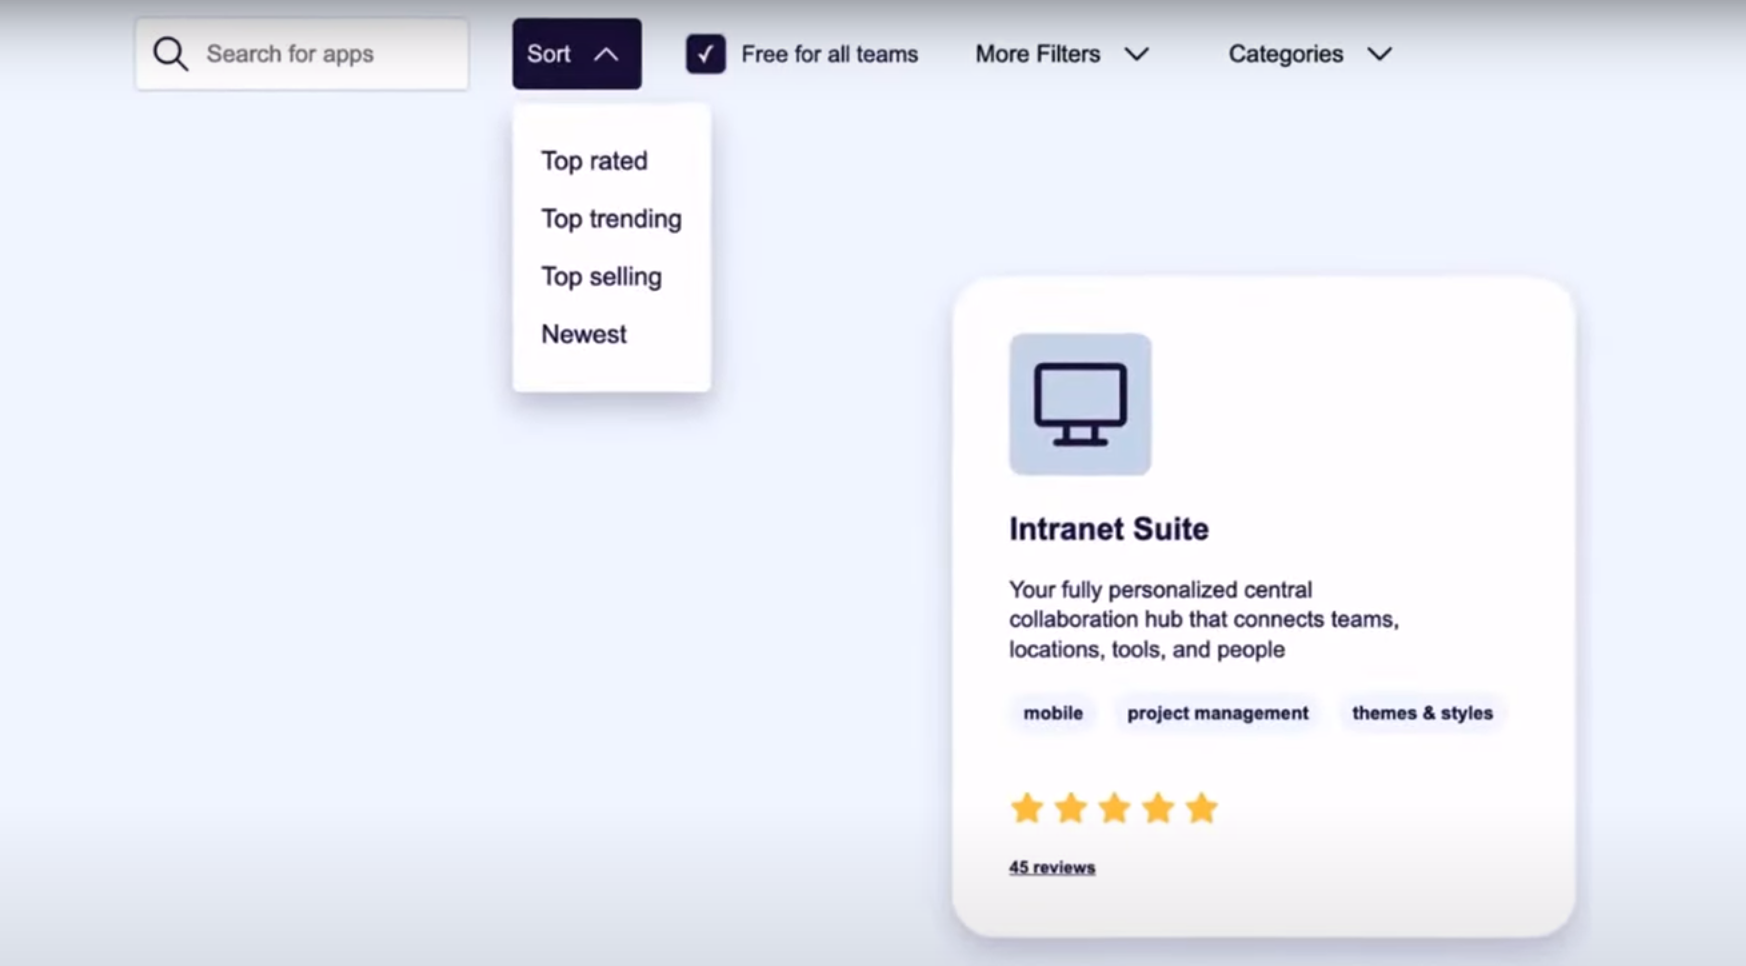 Search for apps
Sort
Free for all teams
More Filters
Categories
Top rated
Top trending
Top selling
Newest
Intranet Suite
Your fully personalized central
collaboration hub that connects teams,
locations, tools, and people
mobile
project management
themes & styles
45 reviews